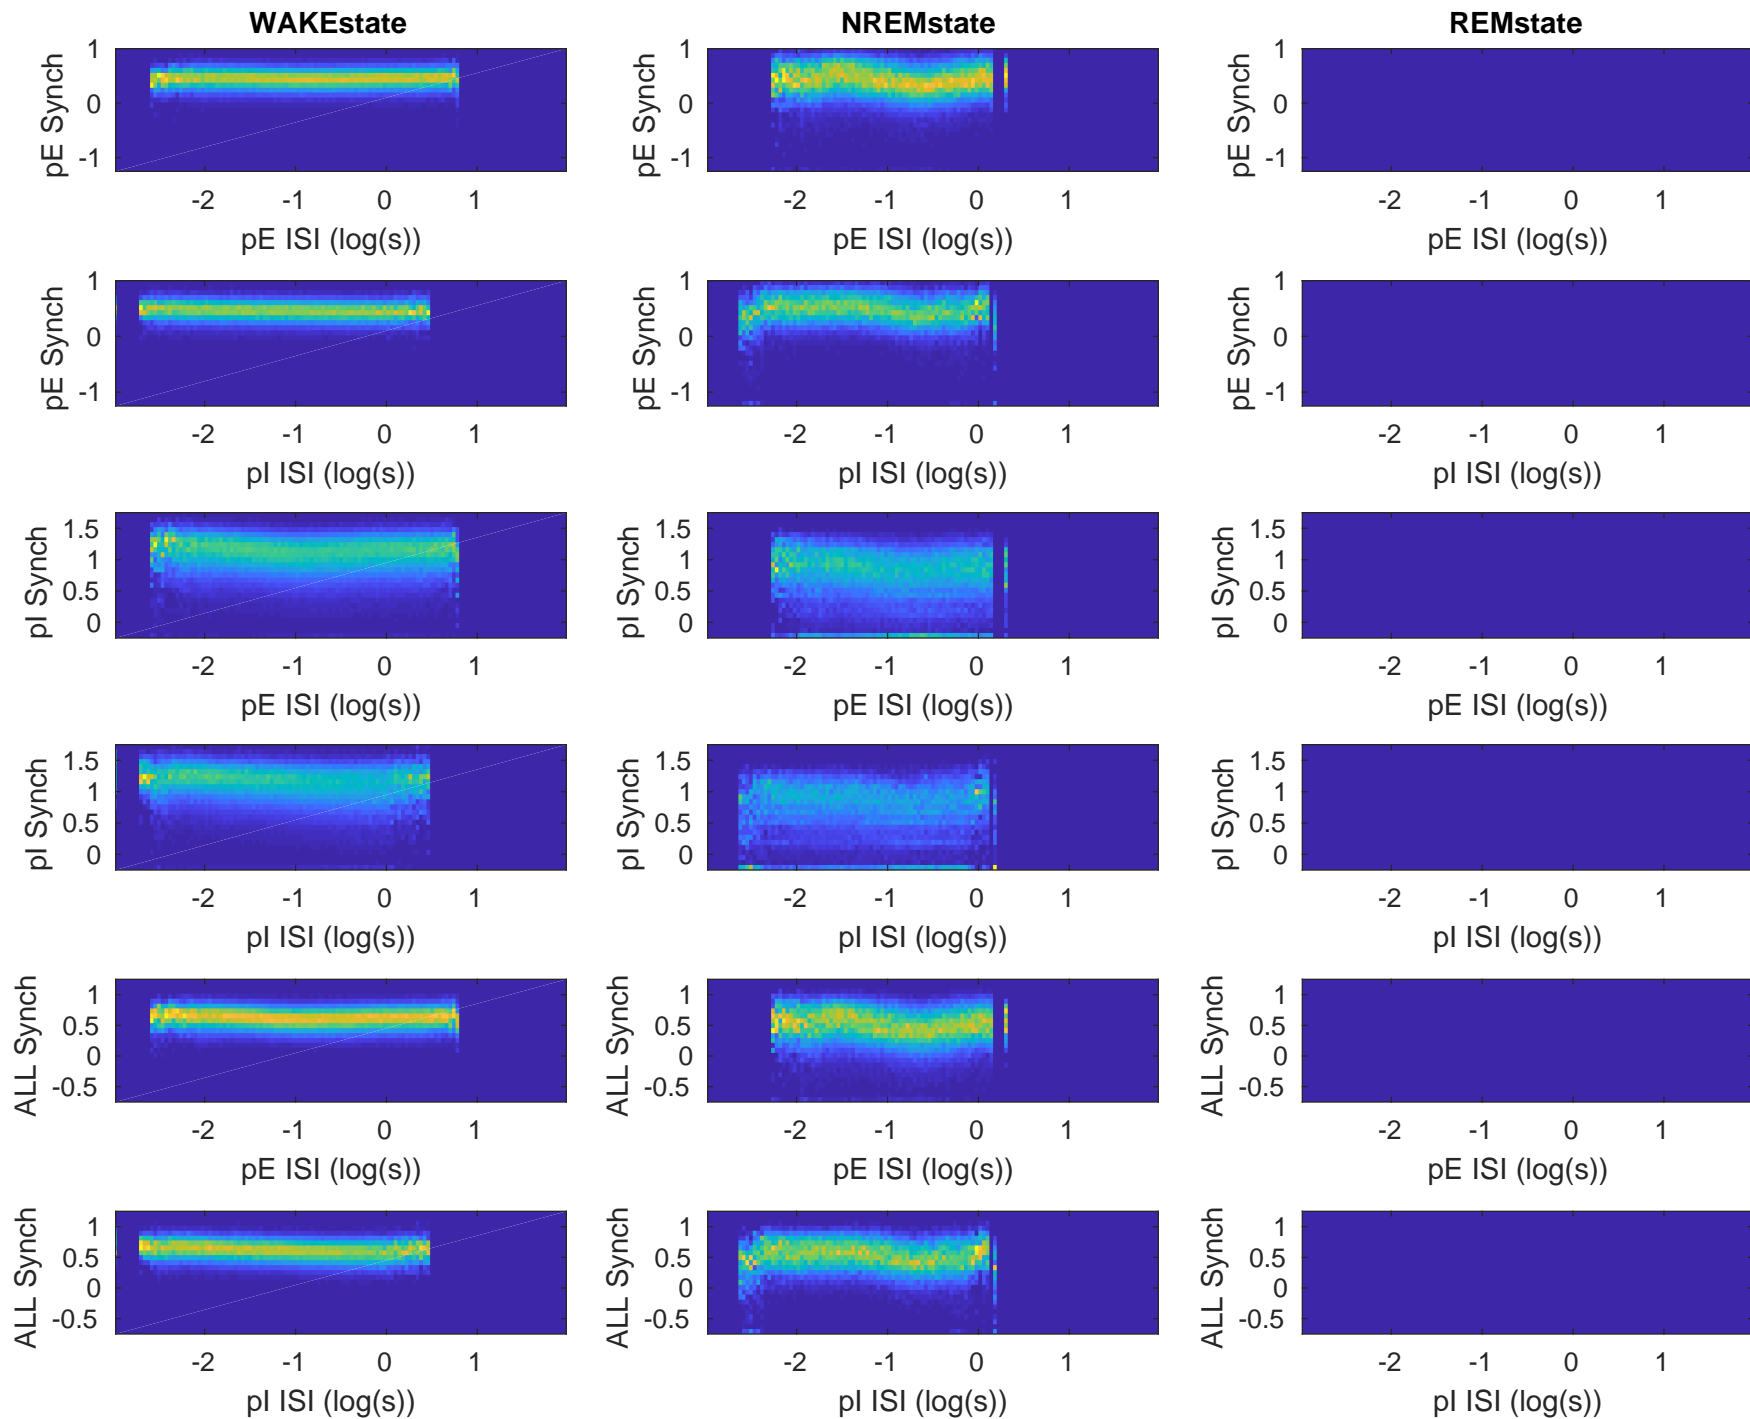 WAKEstate NREMstate REMstate
1 1 1
pE Synch pE Synch pE Synch
0 0 0
-1 -1 -1
-2 -1 0 1 -2 -1 0 1 -2 -1 0 1
pE ISI (log(s)) pE ISI (log(s)) pE ISI (log(s))
1 1 1
pE Synch pE Synch pE Synch
0 0 0
-1 -1 -1
-2 -1 0 1 -2 -1 0 1 -2 -1 0 1
pI ISI (log(s)) pI ISI (log(s)) pI ISI (log(s))
1.5 1.5 1.5
pI Synch pI Synch pI Synch
1 1 1
0.5 0.5 0.5
0 0 0
-2 -1 0 1 -2 -1 0 1 -2 -1 0 1
pE ISI (log(s)) pE ISI (log(s)) pE ISI (log(s))
1.5 1.5 1.5
pI Synch pI Synch pI Synch
1 1 1
0.5 0.5 0.5
0 0 0
-2 -1 0 1 -2 -1 0 1 -2 -1 0 1
pI ISI (log(s)) pI ISI (log(s)) pI ISI (log(s))
1 1 1
ALL Synch ALL Synch ALL Synch
0.5 0.5 0.5
0 0 0
-0.5 -0.5 -0.5
-2 -1 0 1 -2 -1 0 1 -2 -1 0 1
pE ISI (log(s)) pE ISI (log(s)) pE ISI (log(s))
1 1 1
ALL Synch ALL Synch ALL Synch
0.5 0.5 0.5
0 0 0
-0.5 -0.5 -0.5
-2 -1 0 1 -2 -1 0 1 -2 -1 0 1
pI ISI (log(s)) pI ISI (log(s)) pI ISI (log(s))